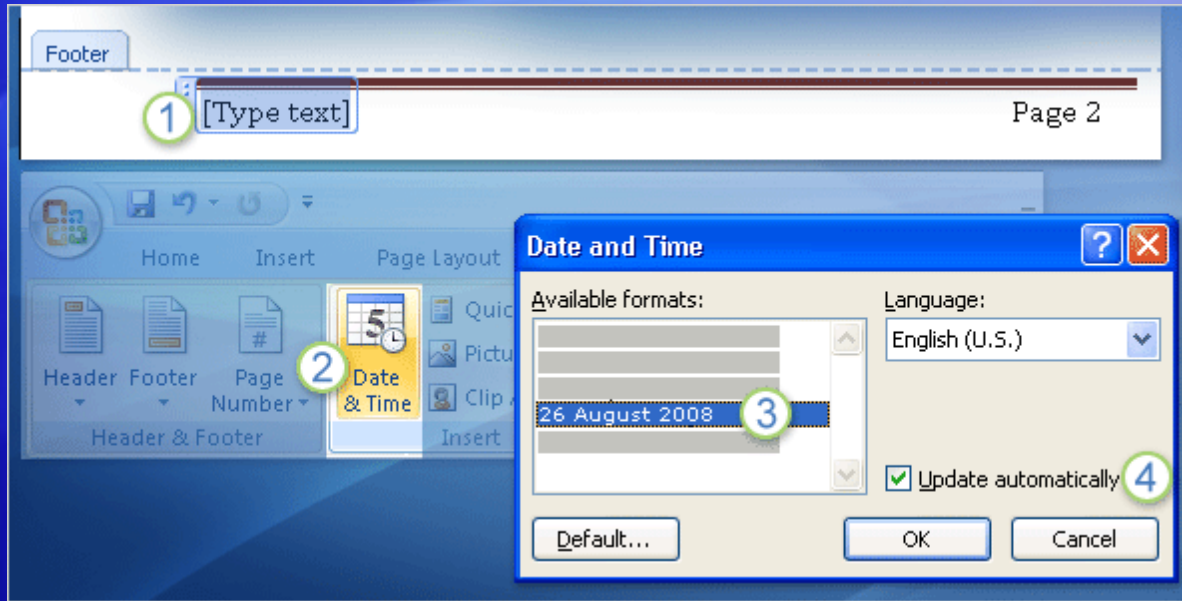 Footer
1 [Type text] Page 2
Home Insert Page Layout
Header Footer Page Number 2 Date & Time
Quic
Pictu
Clip
Header & Footer Insert
Date and Time
Available formats: Language:
English (U.S.)
26 August 2008 3
Update automatically 4
Default... OK Cancel